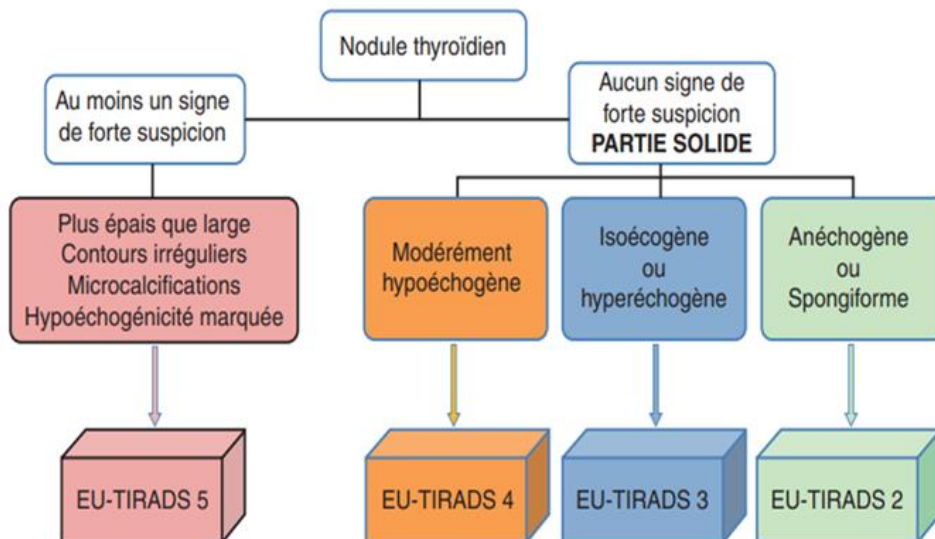 Nodule thyroïdien
Au moins un signe
de forte suspicion
Aucun signe de
forte suspicion
PARTIE SOLIDE
Plus épais que large
Contours irréguliers
Microcalcifications
Hypoéchogénicité marquée
Modérément
hypoéchogène
Isoécogène
ou
hyperéchogène
Anéchogène
ou
Spongiforme
EU-TIRADS 5
EU-TIRADS 4
EU-TIRADS 3
EU-TIRADS 2